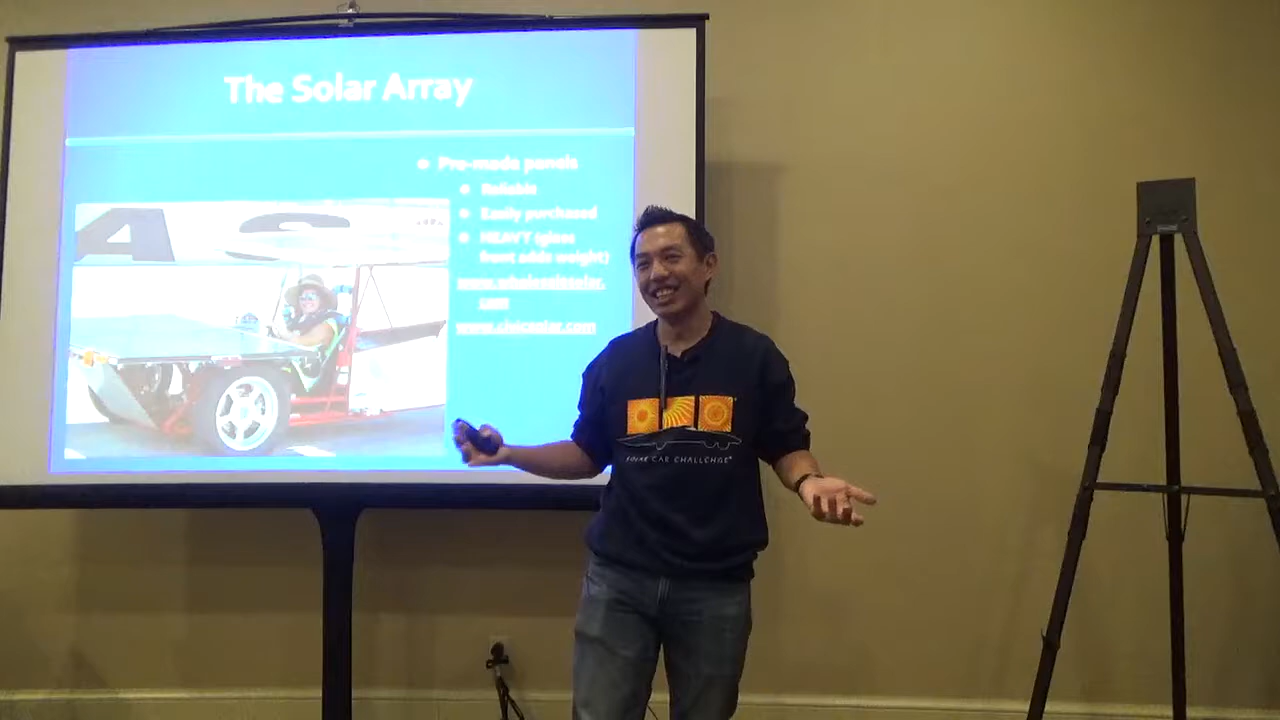 The Solar Array
Pre-made panels
Reliable
Easily purchased
HEAVY (glass
front adds weight)
www.wholesalesolar.
com
www.civicsolar.com
A
SOLAR CAR CHALLENGE®